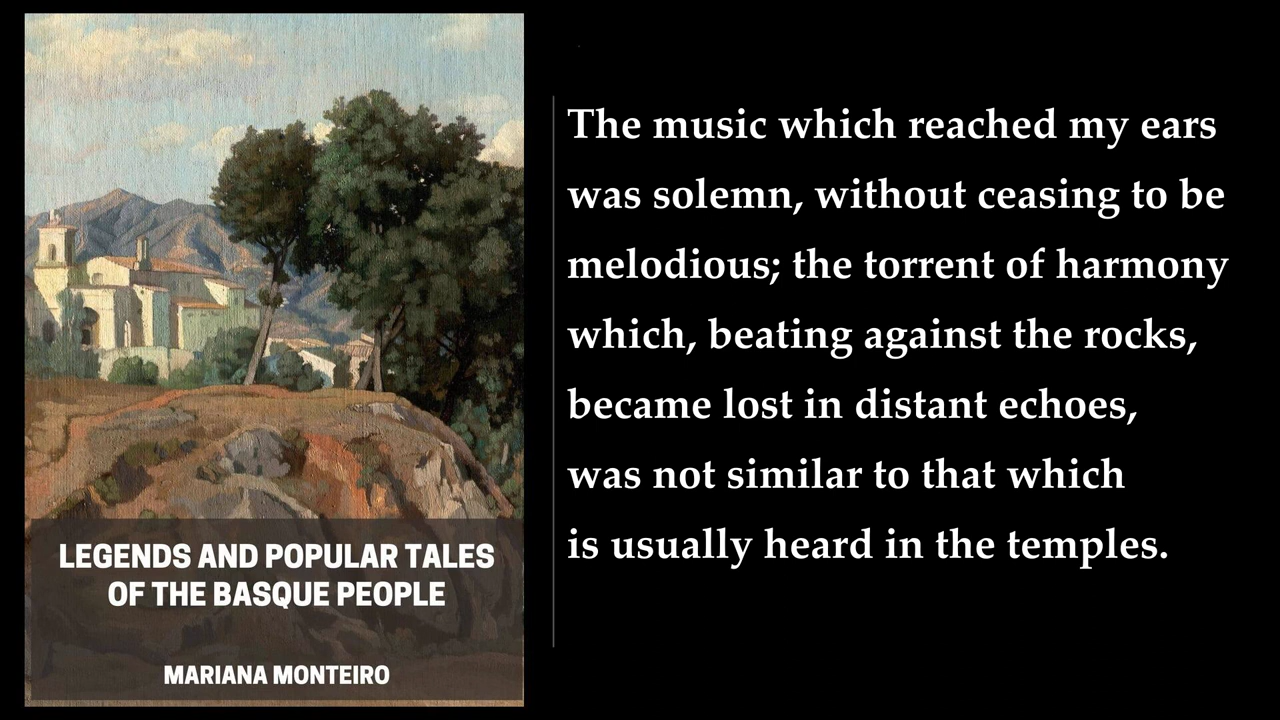 LEGENDS AND POPULAR TALES
OF THE BASQUE PEOPLE
MARIANA MONTEIRO
The music which reached my ears
was solemn, without ceasing to be
melodious; the torrent of harmony
which, beating against the rocks,
became lost in distant echoes,
was not similar to that which
is usually heard in the temples.